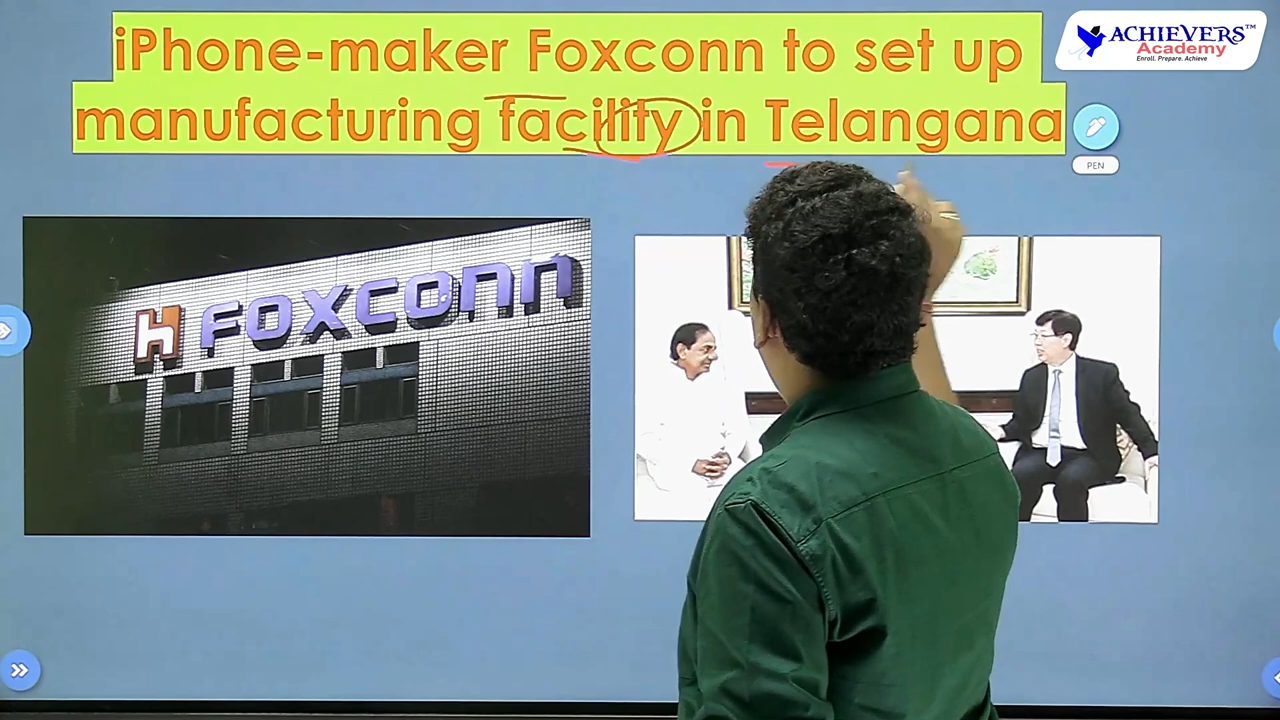 iPhone-maker Foxconn to set up
manufacturing facility in Telangana
ACHIEVERS™
Academy
Enroll. Prepare. Achieve
PEN
FOXCONN